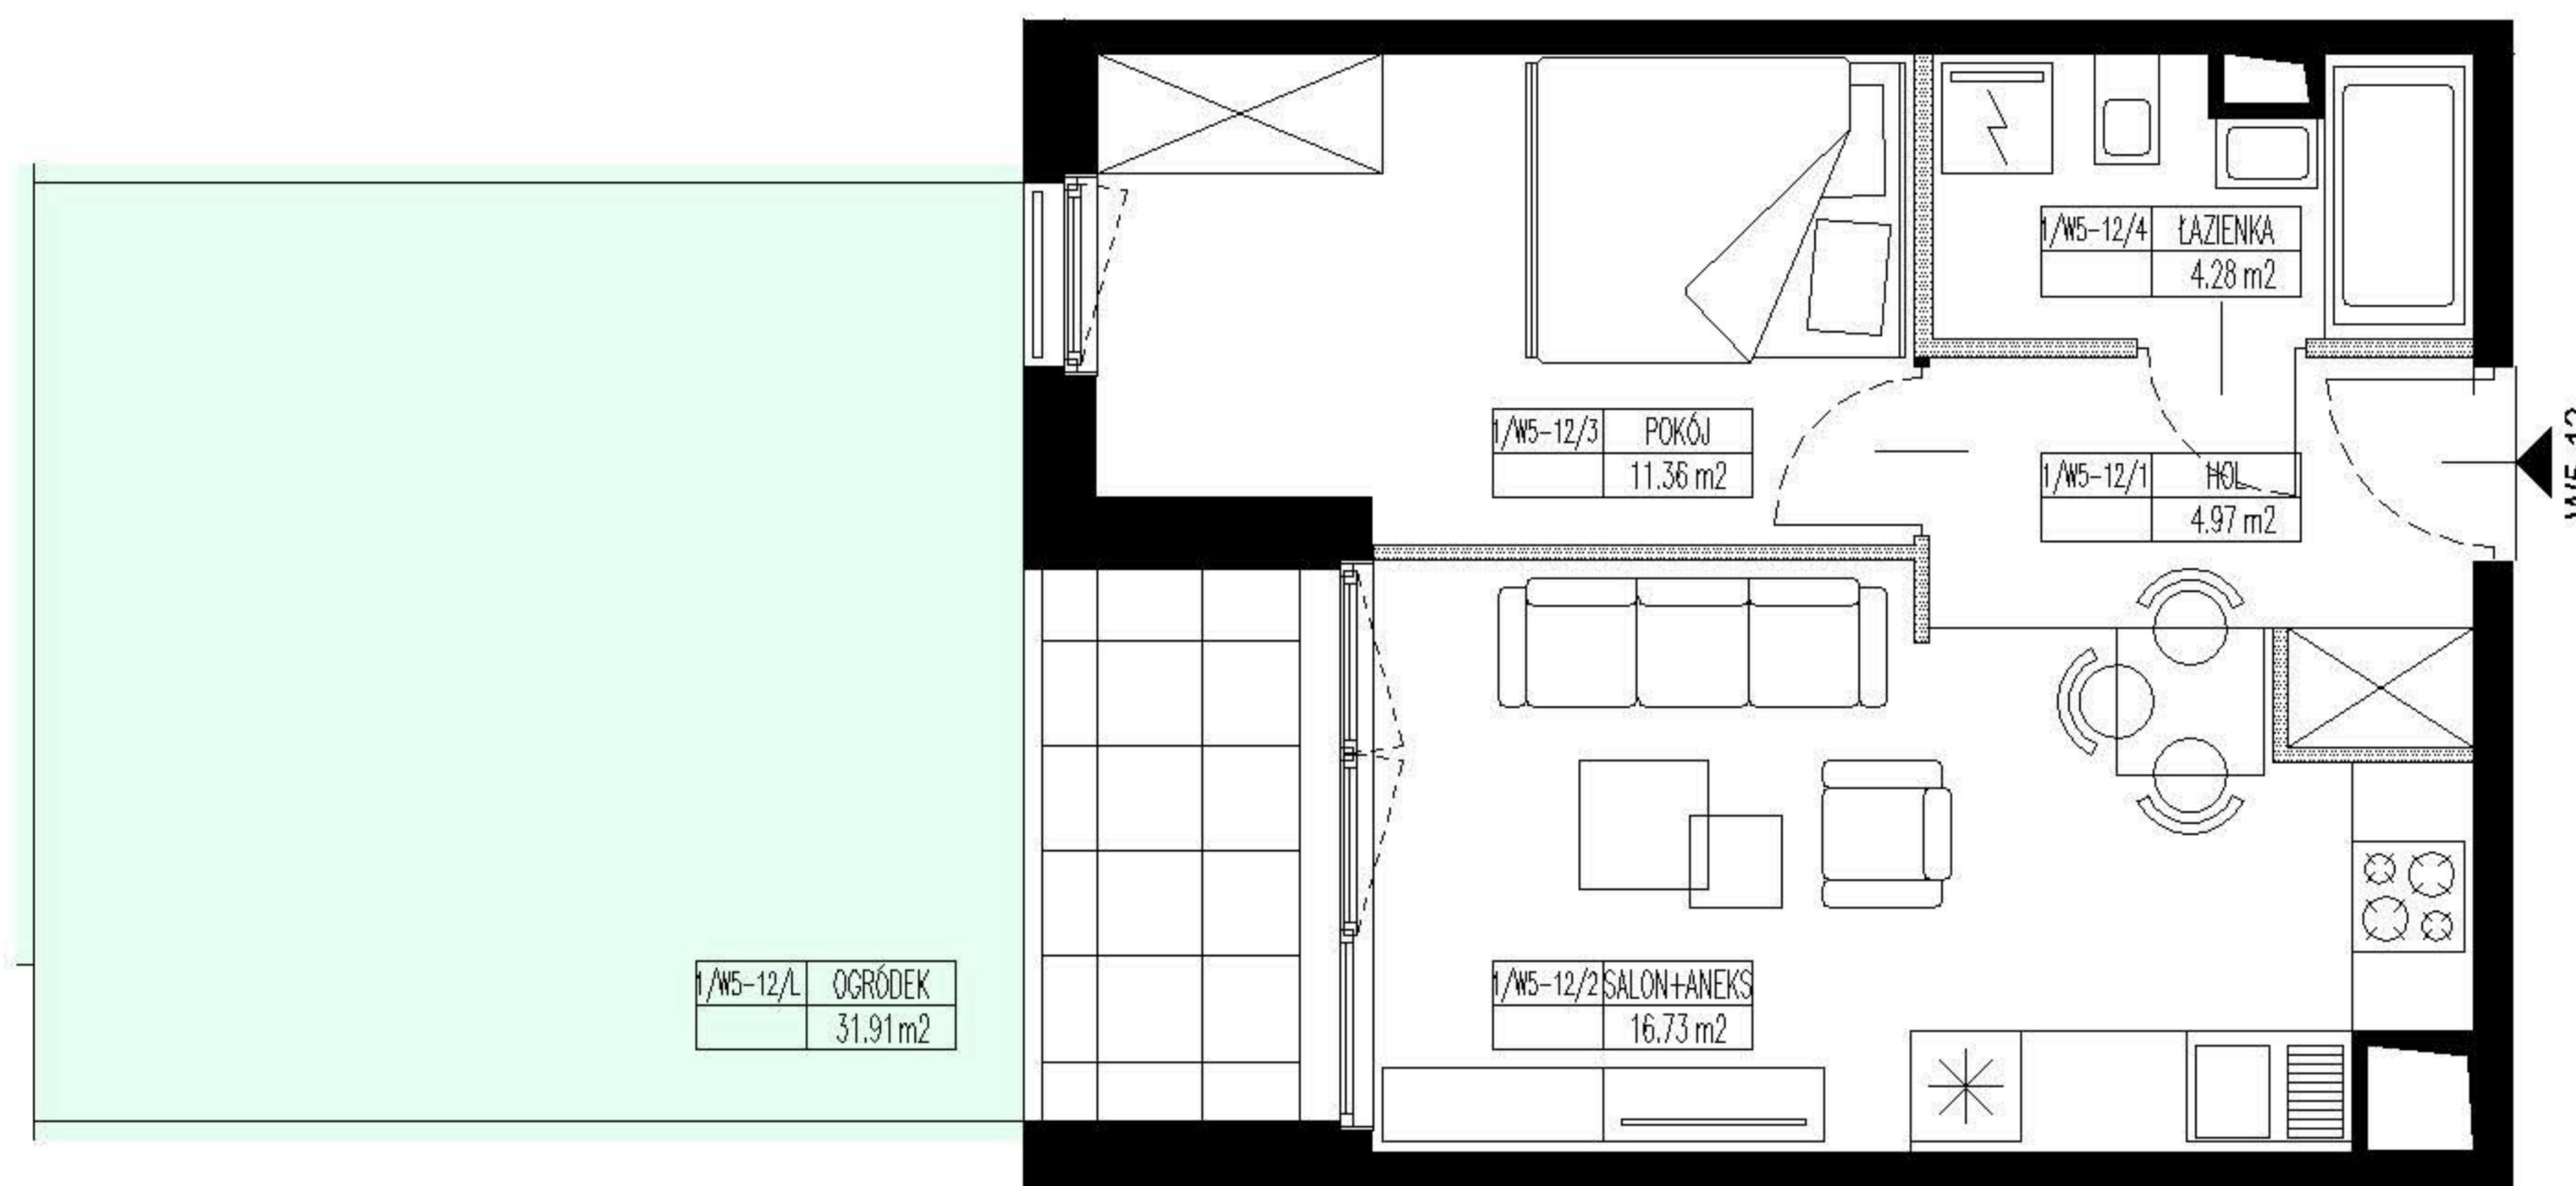 1/W5-12/4 ŁAZIENKA
4.28 m2
1/W5-12/3 POKÓJ
11.36 m2
1/W5-12/1 HOL
4.97 m2
1/W5-12/L OGRÓDEK
31.91 m2
1/W5-12/2 SALON+ANEKS
16.73 m2